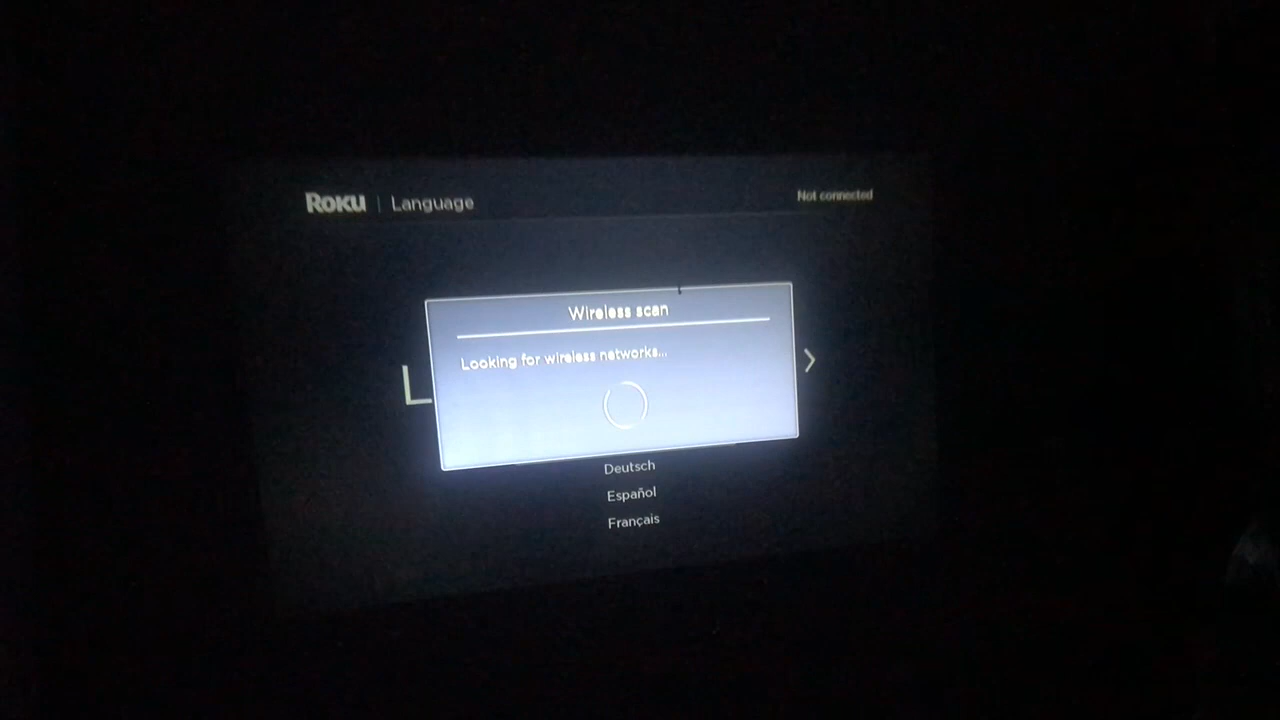 Roku | Language
Not connected
Wireless scan
Looking for wireless networks...
L
Deutsch
Español
Français